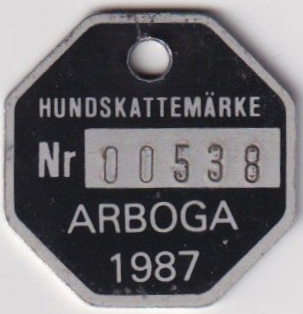 HUNDSKATTEMÄRKE
Nr 00538
ARBOGA
1987